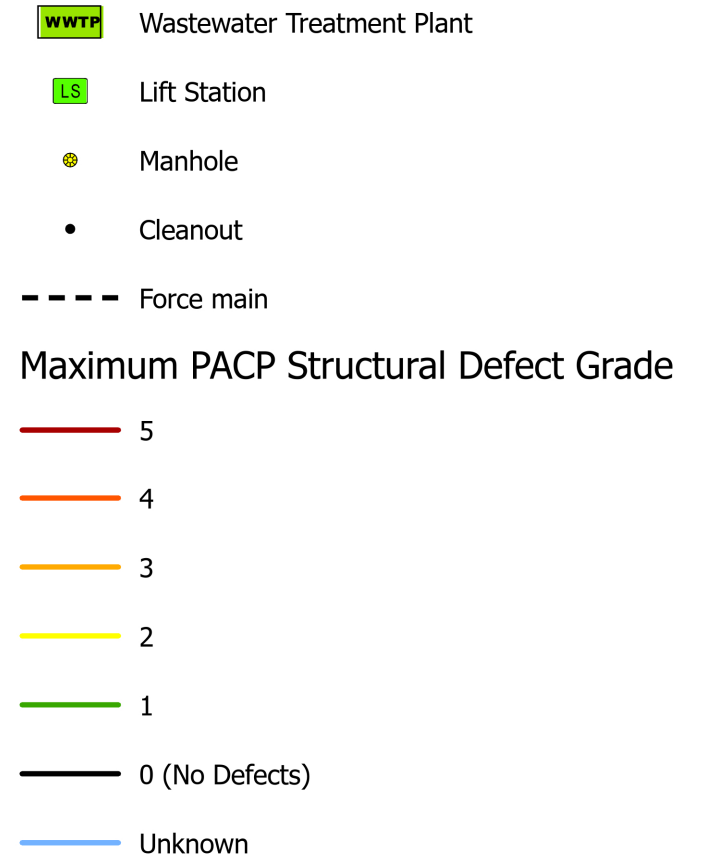 WWTP Wastewater Treatment Plant
LS Lift Station
Manhole
Cleanout
Force main
Maximum PACP Structural Defect Grade
5
4
3
2
1
0 (No Defects)
Unknown